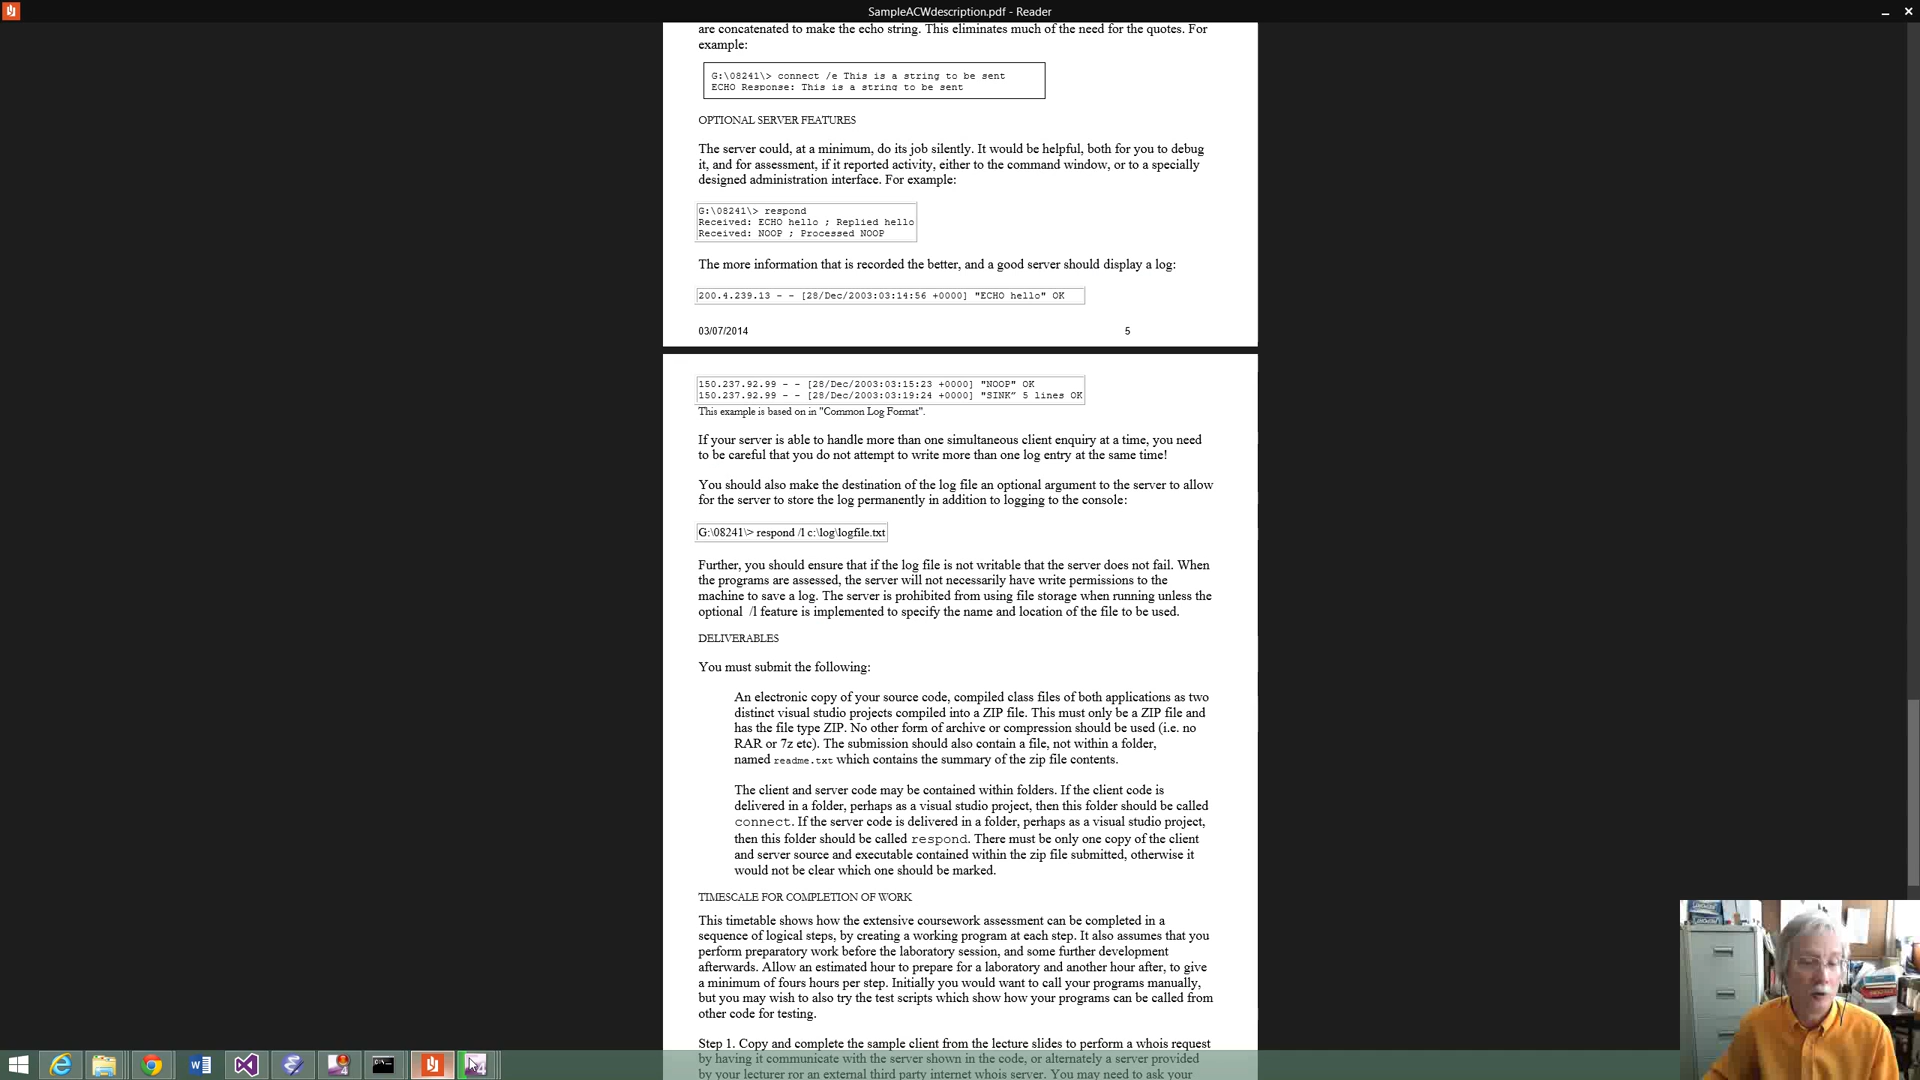 SampleACWdescription.pdf - Reader
are concatenated to make the echo string. This eliminates much of the need for the quotes. For
example:
G:\08241\> connect /e This is a string to be sent
ECHO Response: This is a string to be sent
OPTIONAL SERVER FEATURES
The server could, at a minimum, do its job silently. It would be helpful, both for you to debug
it, and for assessment, if it reported activity, either to the command window, or to a specially
designed administration interface. For example:
G:\08241\> respond
Received: ECHO hello ; Replied hello
Received: NOOP ; Processed NOOP
The more information that is recorded the better, and a good server should display a log:
200.4.239.13 - - [28/Dec/2003:03:14:56 +0000] "ECHO hello" OK
03/07/2014 5
150.237.92.99 - - [28/Dec/2003:03:15:23 +0000] "NOOP" OK
150.237.92.99 - - [28/Dec/2003:03:19:24 +0000] "SINK” 5 lines OK
This example is based on in "Common Log Format".
If your server is able to handle more than one simultaneous client enquiry at a time, you need
to be careful that you do not attempt to write more than one log entry at the same time!
You should also make the destination of the log file an optional argument to the server to allow
for the server to store the log permanently in addition to logging to the console:
G:\08241\> respond /l c:\log\logfile.txt
Further, you should ensure that if the log file is not writable that the server does not fail. When
the programs are assessed, the server will not necessarily have write permissions to the
machine to save a log. The server is prohibited from using file storage when running unless the
optional /l feature is implemented to specify the name and location of the file to be used.
DELIVERABLES
You must submit the following:
An electronic copy of your source code, compiled class files of both applications as two
distinct visual studio projects compiled into a ZIP file. This must only be a ZIP file and
has the file type ZIP. No other form of archive or compression should be used (i.e. no
RAR or 7z etc). The submission should also contain a file, not within a folder,
named readme.txt which contains the summary of the zip file contents.
The client and server code may be contained within folders. If the client code is
delivered in a folder, perhaps as a visual studio project, then this folder should be called
connect. If the server code is delivered in a folder, perhaps as a visual studio project,
then this folder should be called respond. There must be only one copy of the client
and server source and executable contained within the zip file submitted, otherwise it
would not be clear which one should be marked.
TIMESCALE FOR COMPLETION OF WORK
This timetable shows how the extensive coursework assessment can be completed in a
sequence of logical steps, by creating a working program at each step. It also assumes that you
perform preparatory work before the laboratory session, and some further development
afterwards. Allow an estimated hour to prepare for a laboratory and another hour after, to give
a minimum of fours hours per step. Initially you would want to call your programs manually,
but you may wish to also try the test scripts which show how your programs can be called from
other code for testing.
Step 1. Copy and complete the sample client from the lecture slides to perform a whois request
by having it communicate with the server shown in the code, or alternately a server provided
by your lecturer ror an external third party internet whois server. You may need to ask your